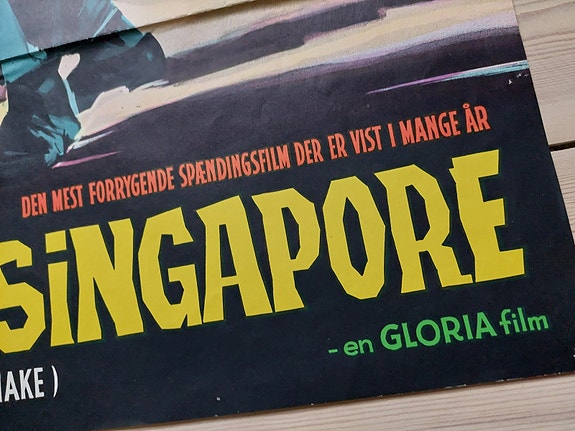 DEN MEST FORRYGENDE SPÆNDINGSFILM DER ER VIST I MANGE ÅR
SiNGAPORE
- en GLORIA film
AKE )